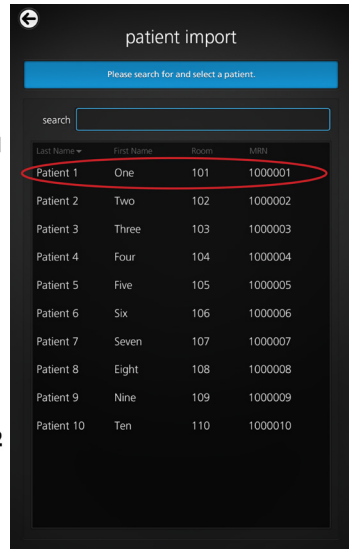 patient import
Please search for and select a patient.
search
Last Name First Name Room MRN
Patient 1 One 101 1000001
Patient 2 Two 102 1000002
Patient 3 Three 103 1000003
Patient 4 Four 104 1000004
Patient 5 Five 105 1000005
Patient 6 Six 106 1000006
Patient 7 Seven 107 1000007
Patient 8 Eight 108 1000008
Patient 9 Nine 109 1000009
Patient 10 Ten 110 1000010